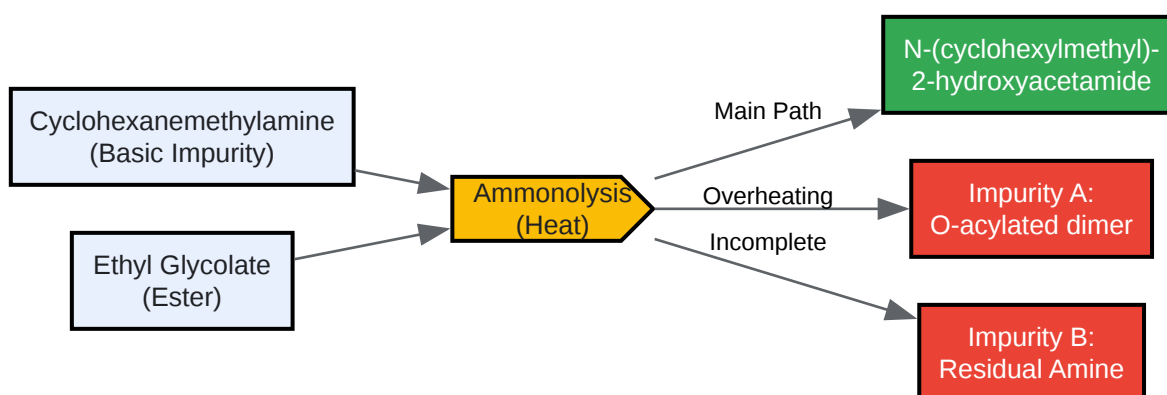 N-(cyclohexylmethyl)-
2-hydroxyacetamide
Cyclohexanemethylamine
(Basic Impurity)
Main Path
Ammonolysis
(Heat)
Overheating
Impurity A:
O-acylated dimer
Incomplete
Ethyl Glycolate
(Ester)
Impurity B:
Residual Amine